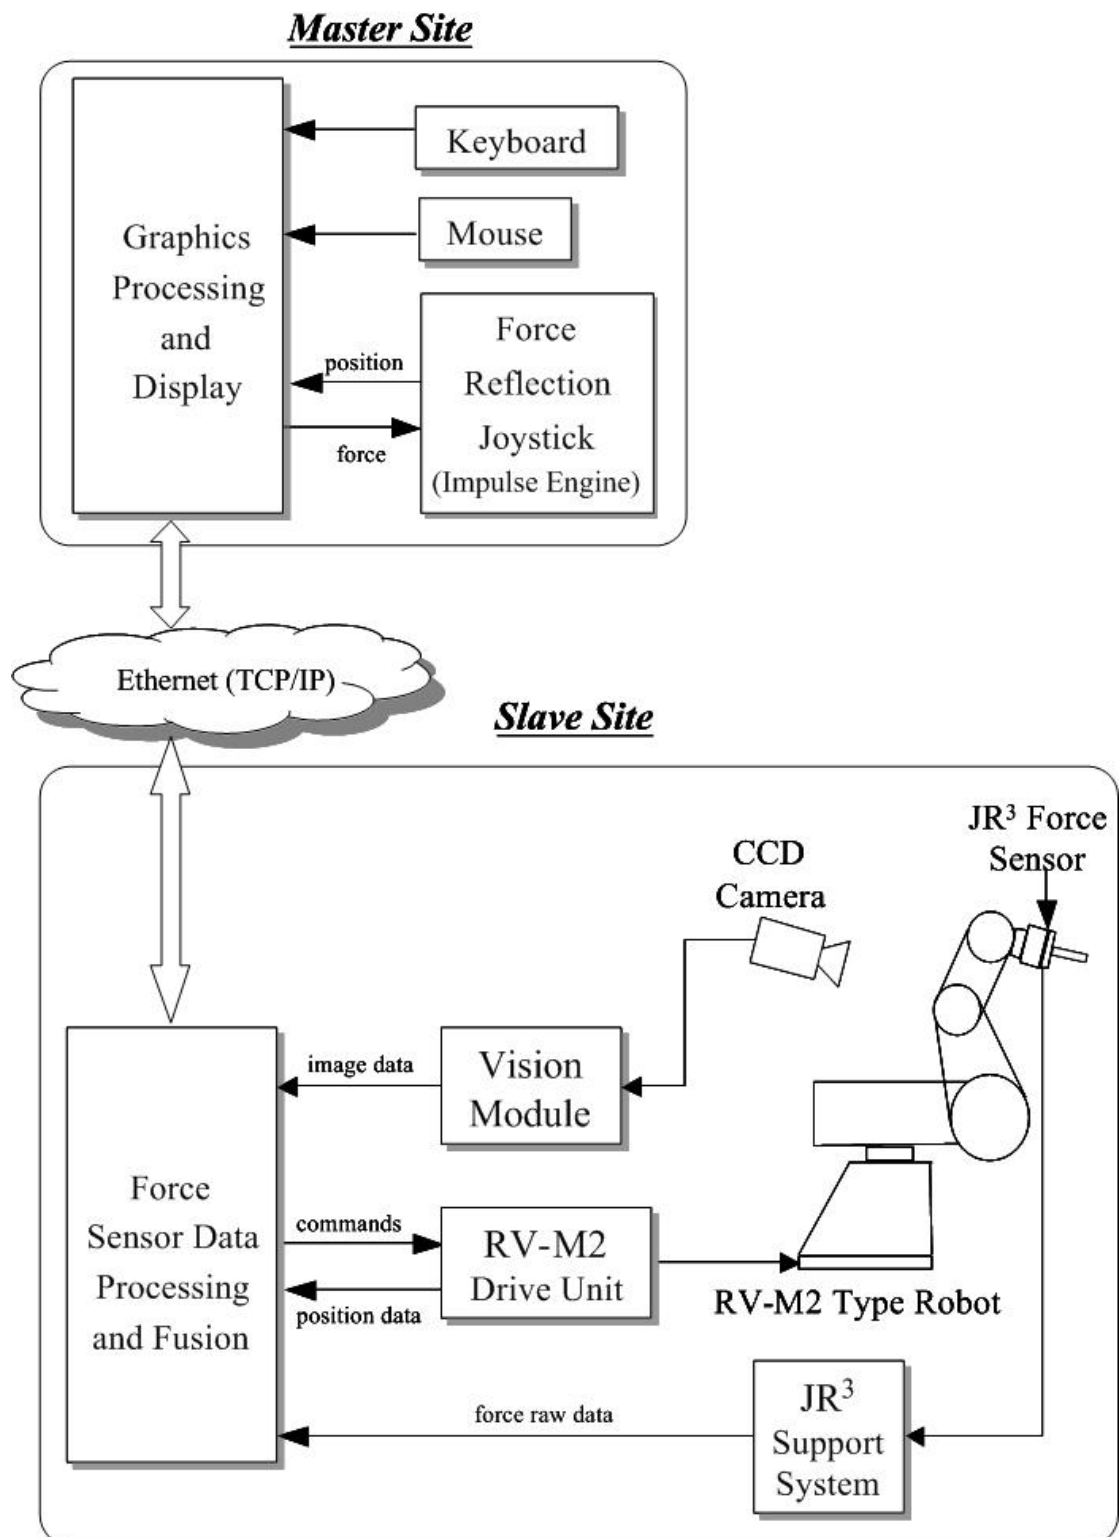 Master Site
Keyboard
Mouse
Graphics
Processing
and
Display
position
force
Force
Reflection
Joystick
(Impulse Engine)
Ethernet (TCP/IP)
Slave Site
JR³ Force
Sensor
CCD
Camera
image data
Vision
Module
Force
Sensor Data
Processing
and Fusion
commands
position data
RV-M2
Drive Unit
RV-M2 Type Robot
force raw data
JR³
Support
System